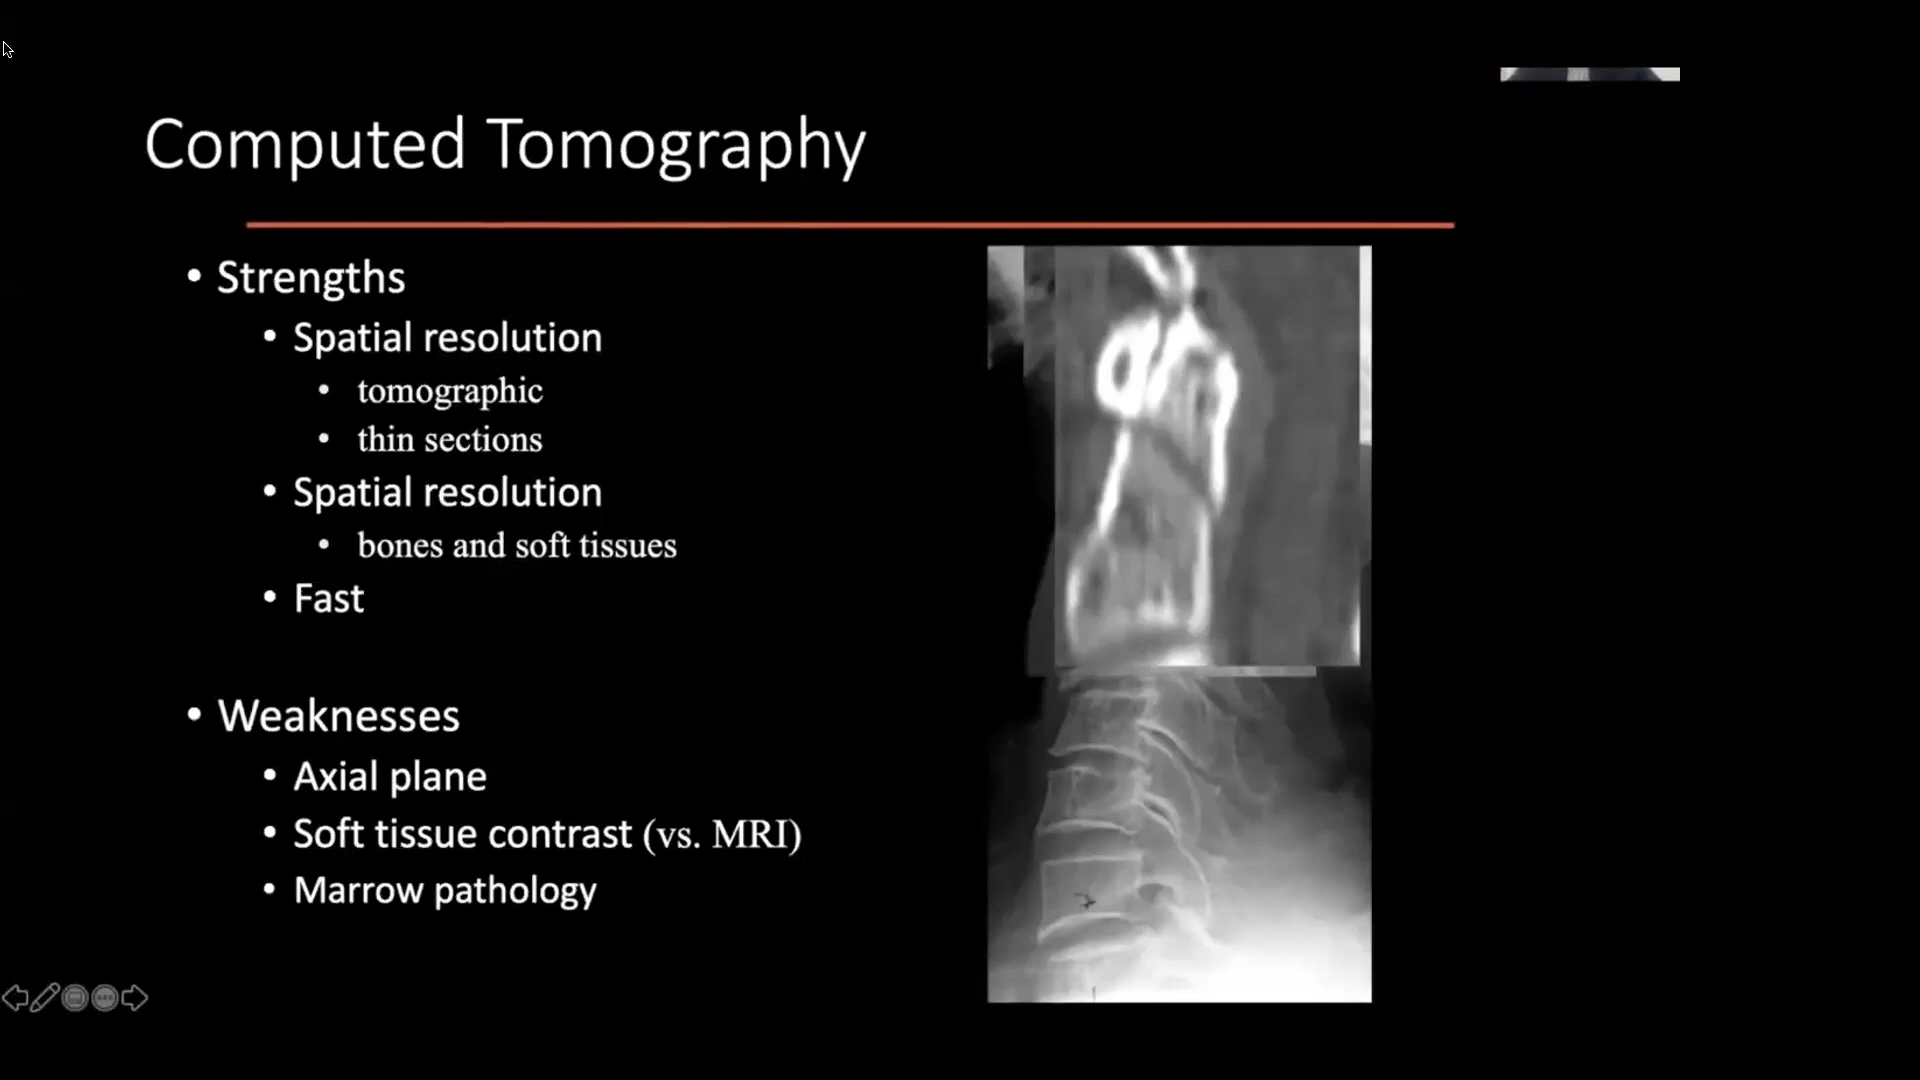 Computed Tomography
• Strengths
• Spatial resolution
• tomographic
• thin sections
• Spatial resolution
• bones and soft tissues
• Fast
• Weaknesses
• Axial plane
• Soft tissue contrast (vs. MRI)
• Marrow pathology